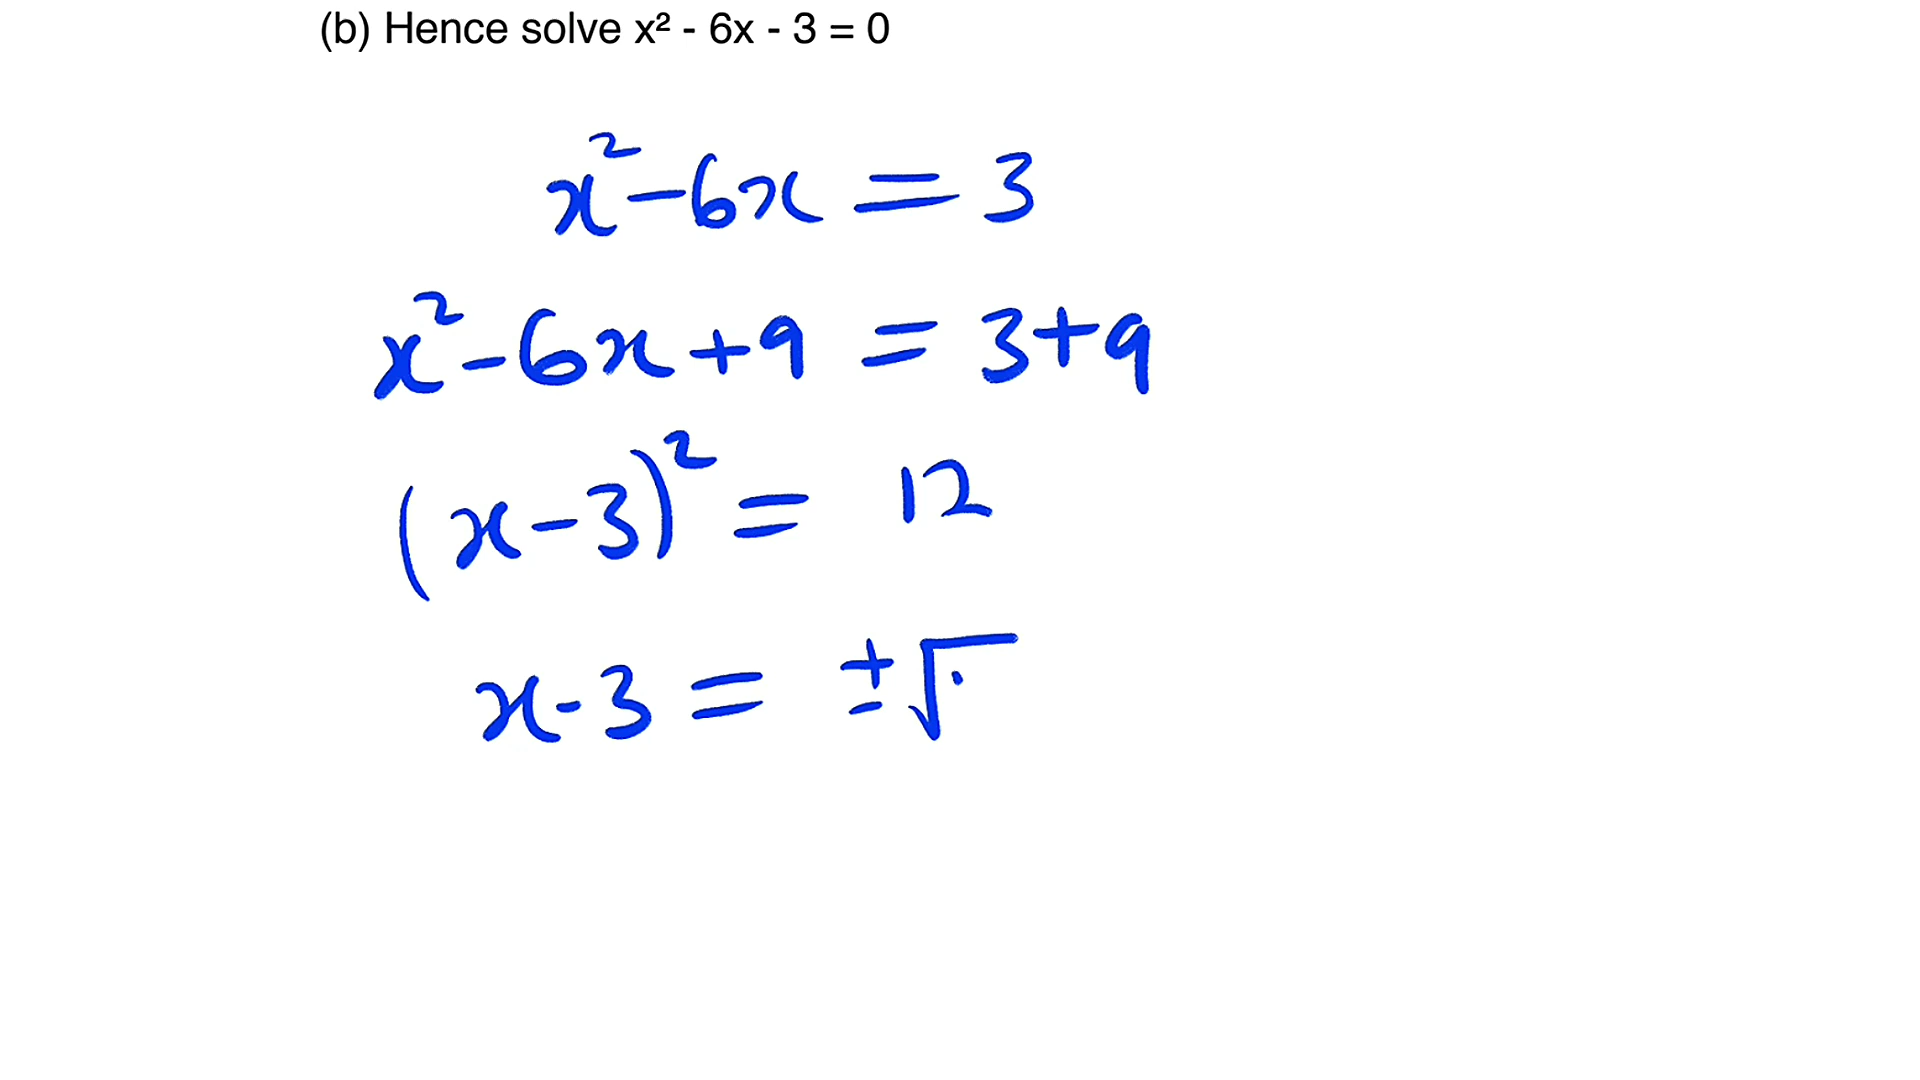 (b) Hence solve x² - 6x - 3 = 0
x² - 6x = 3
x² - 6x + 9 = 3 + 9
(x - 3)² = 12
x - 3 = ±√